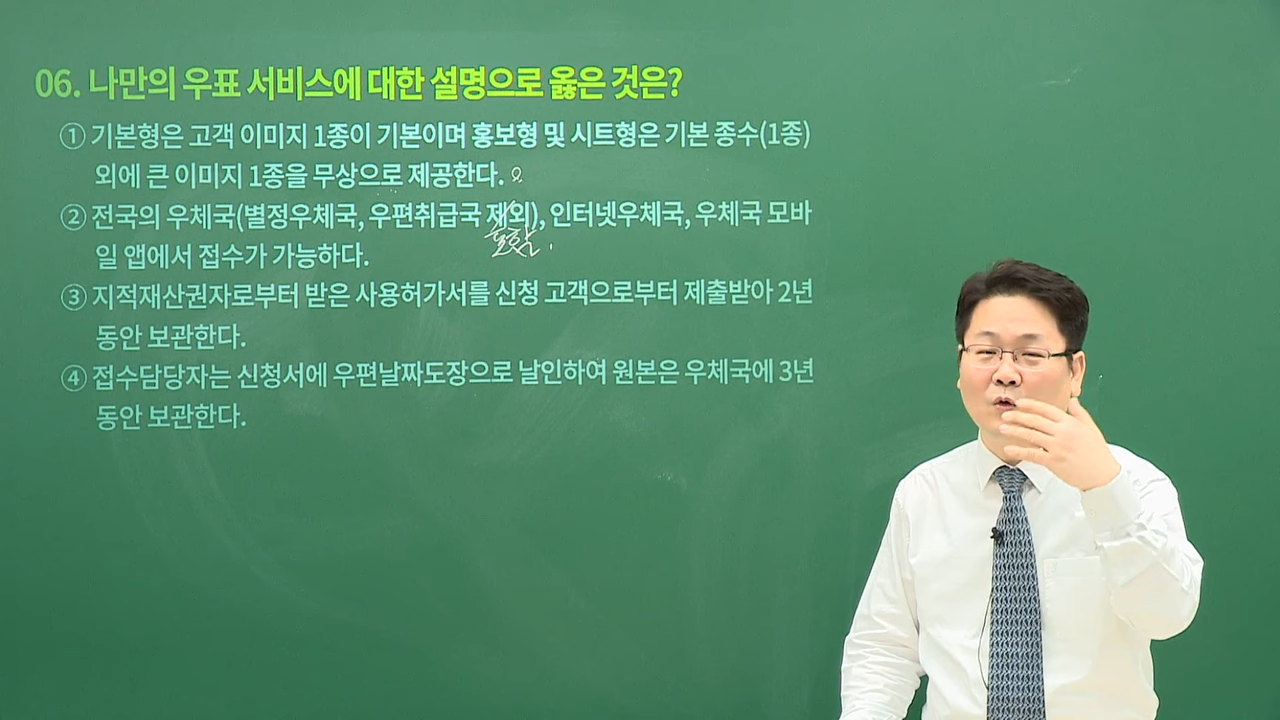 06. 나만의 우표 서비스에 대한 설명으로 옳은 것은?
① 기본형은 고객 이미지 1종이 기본이며 홍보형 및 시트형은 기본 종수(1종)
외에 큰 이미지 1종을 무상으로 제공한다. o
② 전국의 우체국(별정우체국, 우편취급국 제외), 인터넷우체국, 우체국 모바
포함.
일 앱에서 접수가 가능하다.
③ 지적재산권자로부터 받은 사용허가서를 신청 고객으로부터 제출받아 2년
동안 보관한다.
④ 접수담당자는 신청서에 우편날짜도장으로 날인하여 원본은 우체국에 3년
동안 보관한다.